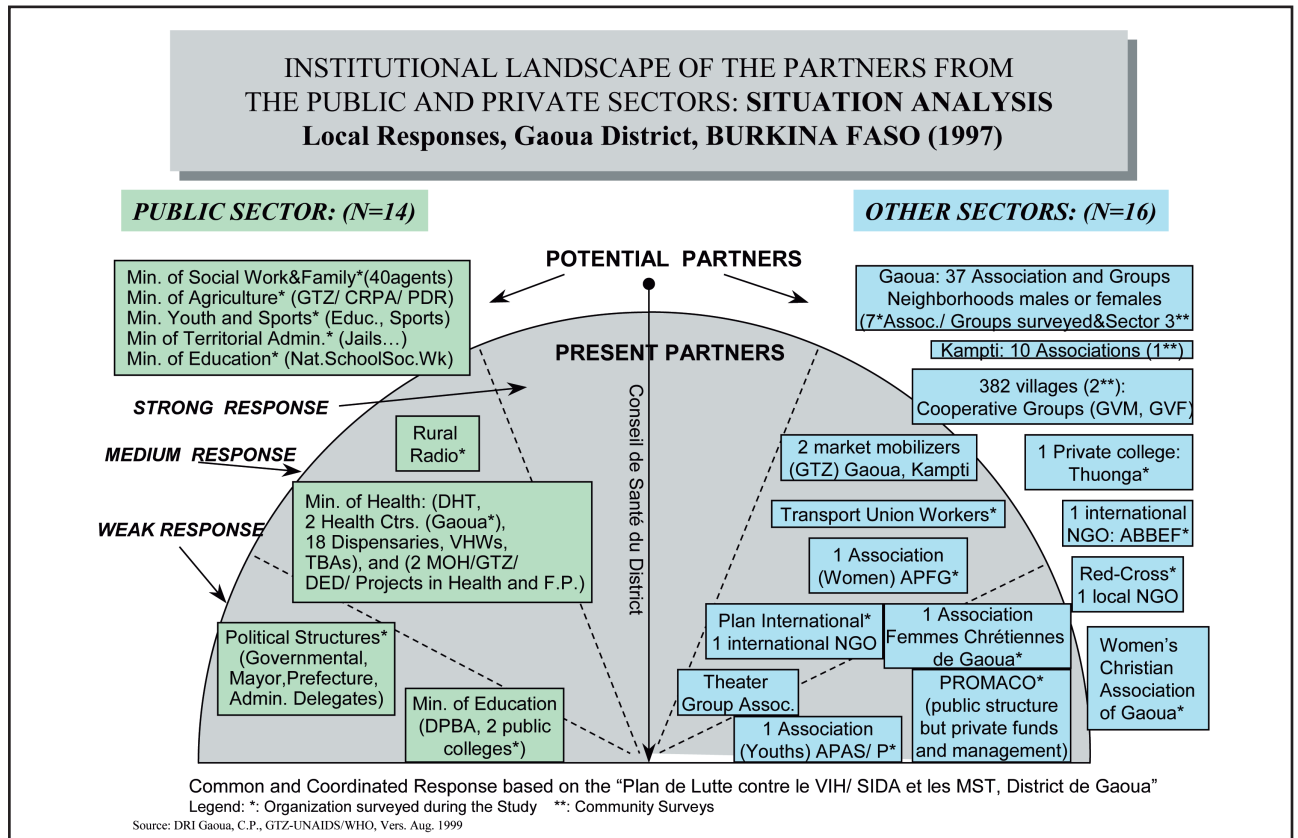 INSTITUTIONAL LANDSCAPE OF THE PARTNERS FROM
THE PUBLIC AND PRIVATE SECTORS: SITUATION ANALYSIS
Local Responses, Gaoua District, BURKINA FASO (1997)
PUBLIC SECTOR: (N=14)
OTHER SECTORS: (N=16)
POTENTIAL PARTNERS
Min. of Social Work&Family*(40agents)
Min. of Agriculture* (GTZ/ CRPA/ PDR)
Min. Youth and Sports* (Educ., Sports)
Min of Territorial Admin.* (Jails…)
Min. of Education* (Nat.SchoolSoc.Wk)
Gaoua: 37 Association and Groups
Neighborhoods males or females
(7*Assoc./ Groups surveyed&Sector 3**
PRESENT PARTNERS
Kampti: 10 Associations (1**)
382 villages (2**):
Cooperative Groups (GVM, GVF)
STRONG RESPONSE
MEDIUM RESPONSE
WEAK RESPONSE
Conseil de Santé du District
Rural
Radio*
Min. of Health: (DHT,
2 Health Ctrs. (Gaoua*),
18 Dispensaries, VHWs,
TBAs), and (2 MOH/GTZ/
DED/ Projects in Health and F.P.)
Political Structures*
(Governmental,
Mayor,Prefecture,
Admin. Delegates)
Min. of Education
(DPBA, 2 public
colleges*)
2 market mobilizers
(GTZ) Gaoua, Kampti
1 Private college:
Thuonga*
Transport Union Workers*
1 international
NGO: ABBEF*
1 Association
(Women) APFG*
Red-Cross*
1 local NGO
Plan International*
1 international NGO
1 Association
Femmes Chrétiennes
de Gaoua*
Women’s
Christian
Association
of Gaoua*
Theater
Group Assoc.
PROMACO*
(public structure
but private funds
and management)
1 Association
(Youths) APAS/ P*
Common and Coordinated Response based on the “Plan de Lutte contre le VIH/ SIDA et les MST, District de Gaoua”
Legend: *: Organization surveyed during the Study **: Community Surveys
Source: DRI Gaoua, C.P., GTZ-UNAIDS/WHO, Vers. Aug. 1999